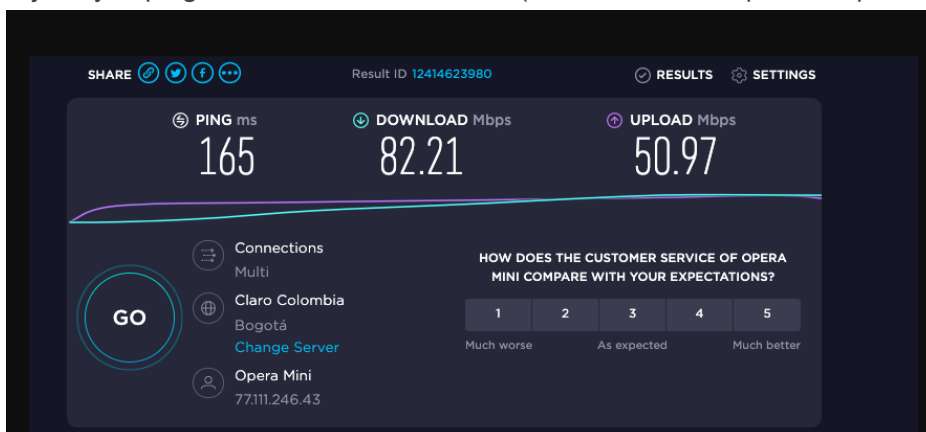 SHARE
Result ID 12414623980
RESULTS
SETTINGS
PING ms
165
DOWNLOAD Mbps
82.21
UPLOAD Mbps
50.97
GO
Connections
Multi
Claro Colombia
Bogotá
Change Server
Opera Mini
77.111.246.43
HOW DOES THE CUSTOMER SERVICE OF OPERA
MINI COMPARE WITH YOUR EXPECTATIONS?
1 2 3 4 5
Much worse As expected Much better